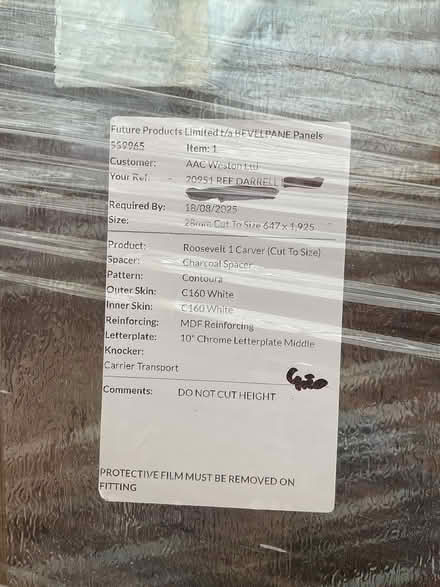 Future Products Limited t/a BEVELPANE Panels
559965 Item: 1
Customer: AAC Weston Ltd
Your Ref: 20951 REF DARRELL
Required By: 18/08/2025
Size: 28mm Cut To Size 647 x 1,925
Product: Roosevelt 1 Carver (Cut To Size)
Spacer: Charcoal Spacer
Pattern: Contoura
Outer Skin: C160 White
Inner Skin: C160 White
Reinforcing: MDF Reinforcing
Letterplate: 10" Chrome Letterplate Middle
Knocker:
Carrier Transport
Comments: DO NOT CUT HEIGHT
PROTECTIVE FILM MUST BE REMOVED ON
FITTING